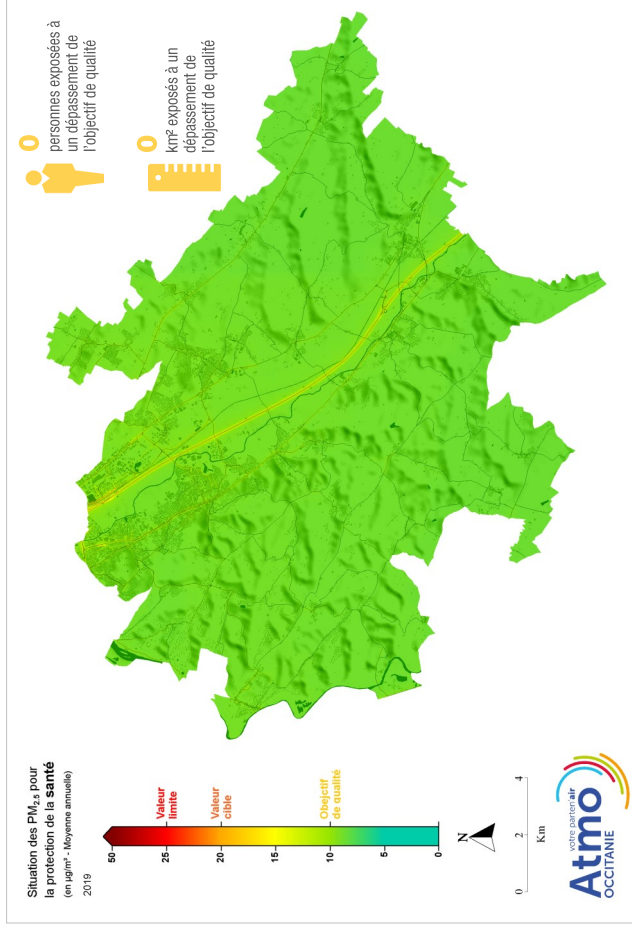 Situation des PM2.5 pour
la protection de la santé
(en µg/m³ - Moyenne annuelle)
2019
50
25
20
15
10
5
0
Valeur
limite
Valeur
cible
Obejctif
de qualité
N
0 2 4
Km
votre parten'air
Atmo
OCCITANIE
0
personnes exposées à
un dépassement de
l'objectif de qualité
0
km² exposés à un
dépassement de
l'objectif de qualité